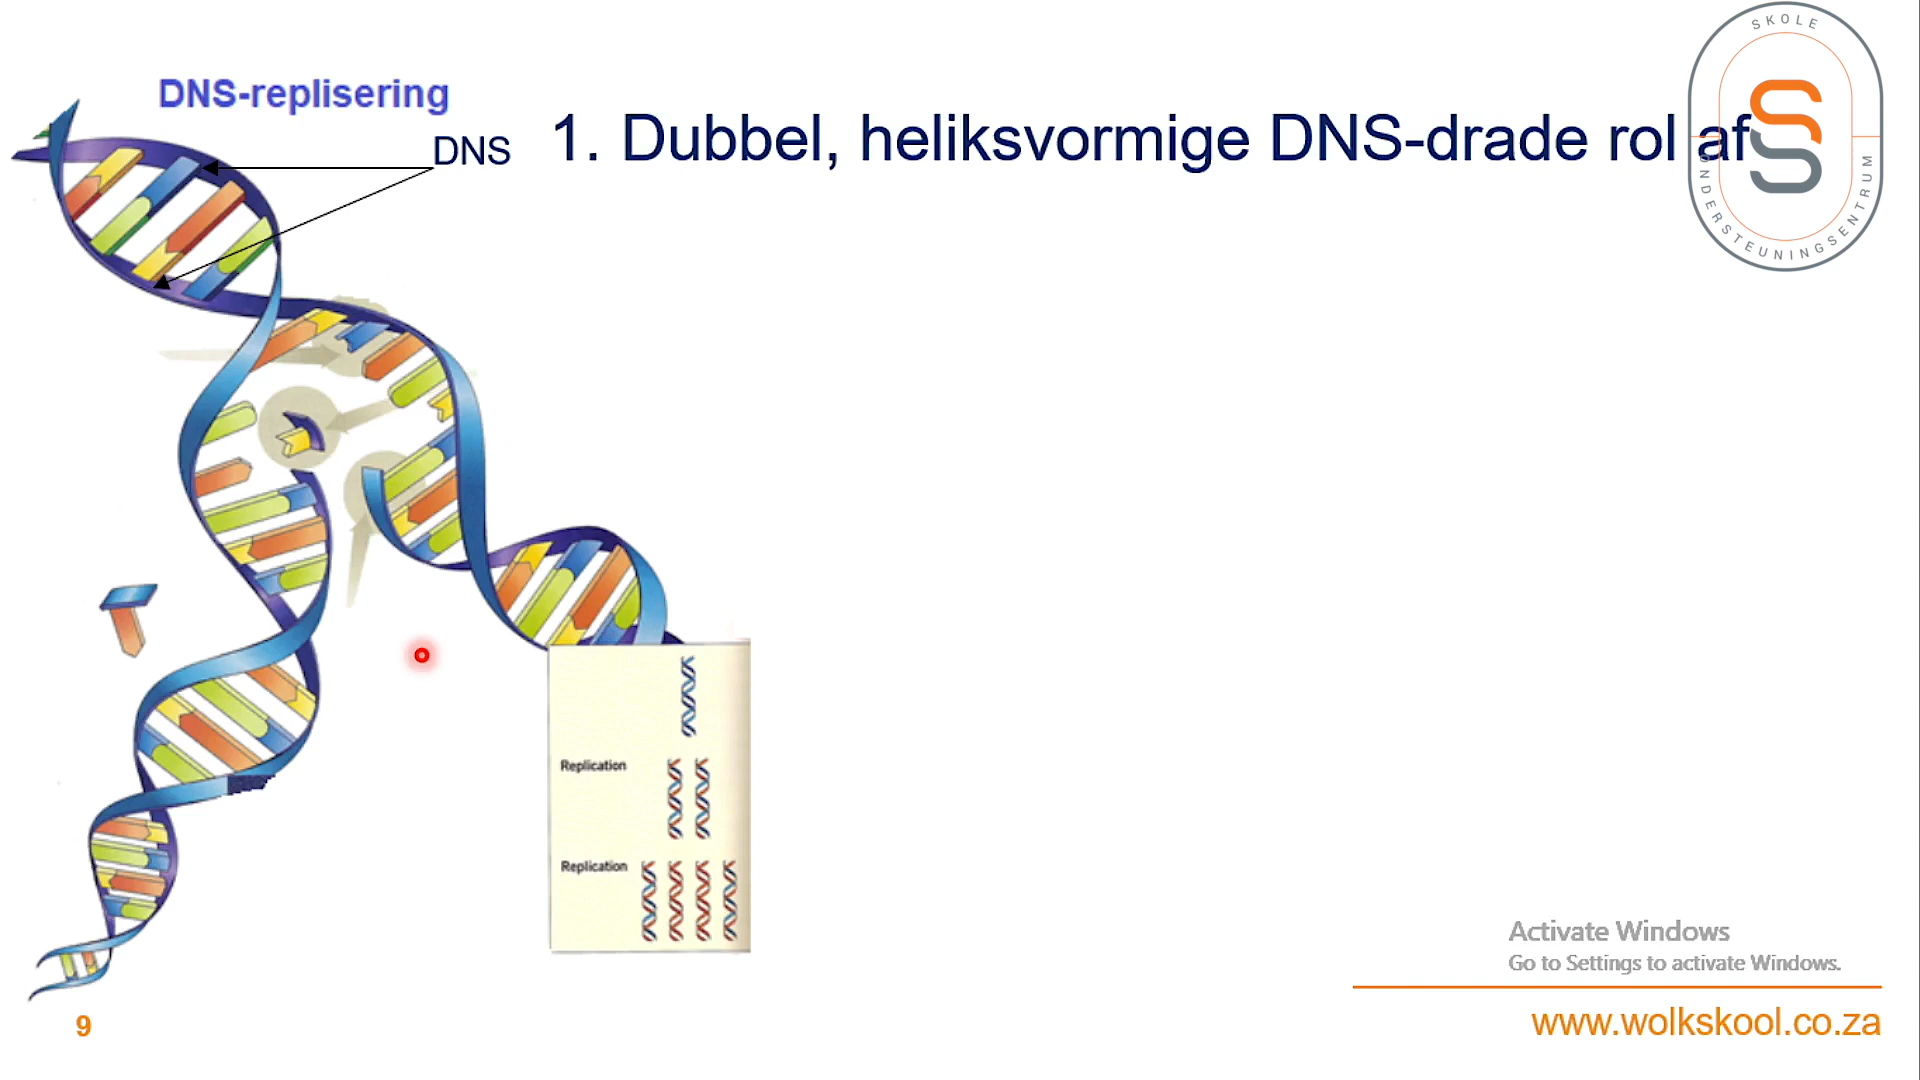 DNS-replisering
DNS
1. Dubbel, heliksvormige DNS-drade rol af
SKOLE
ONDERSTEUNINGSENTRUM
Replication
Replication
Activate Windows
Go to Settings to activate Windows.
9
www.wolkskool.co.za